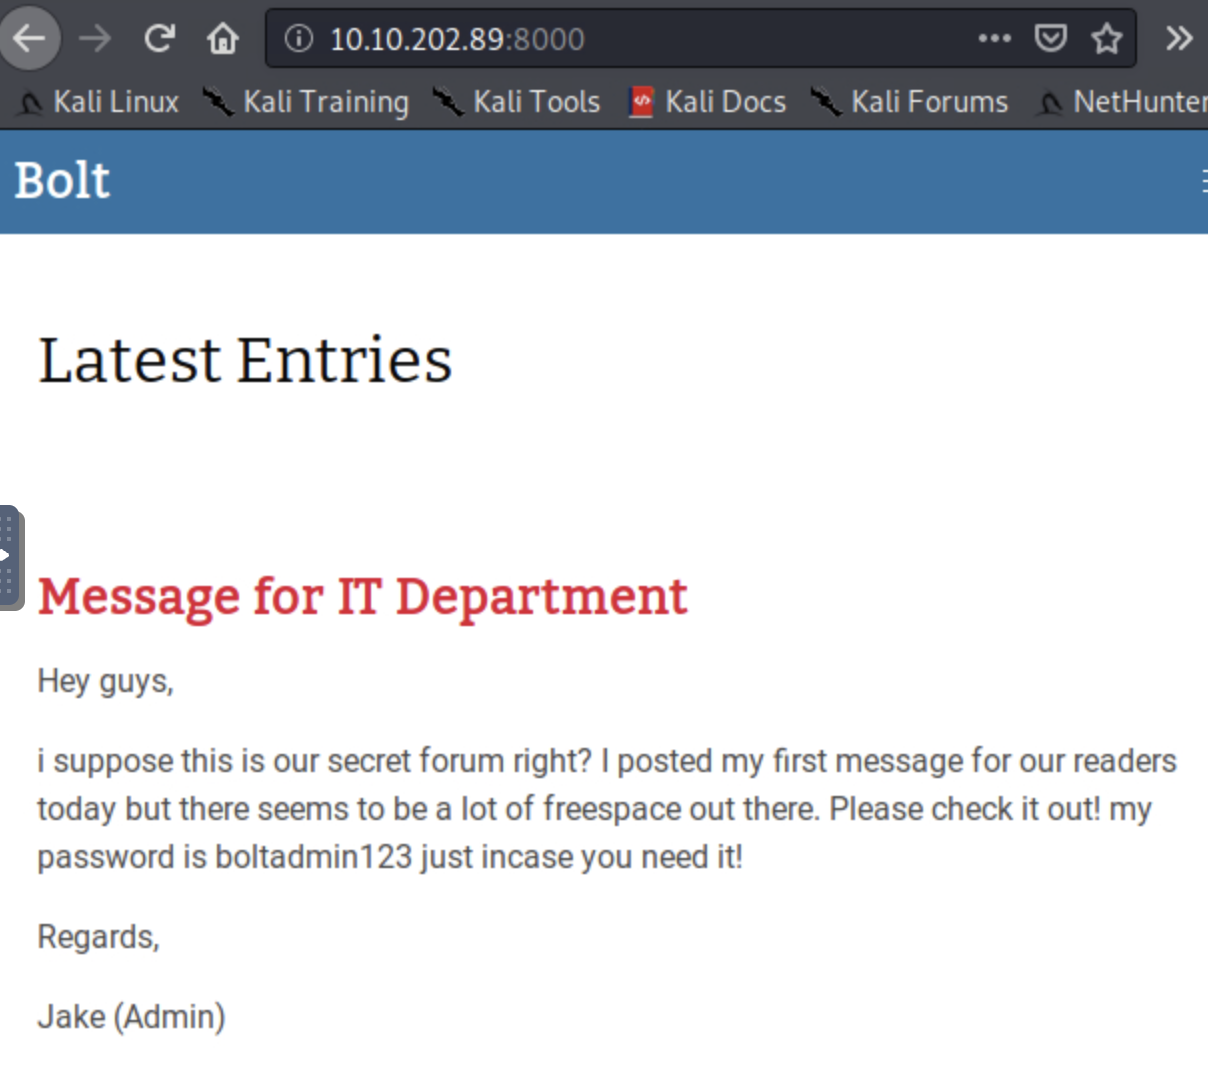 10.10.202.89:8000
Kali Linux Kali Training Kali Tools Kali Docs Kali Forums NetHunter
Bolt
Latest Entries
Message for IT Department
Hey guys,
i suppose this is our secret forum right? I posted my first message for our readers
today but there seems to be a lot of freespace out there. Please check it out! my
password is boltadmin123 just incase you need it!
Regards,
Jake (Admin)